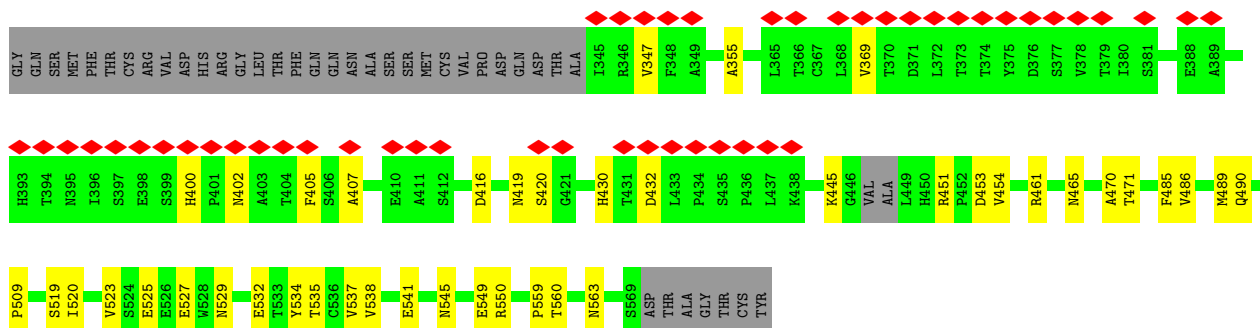 GLY GLN SER MET PHE THR CYS ARG VAL ASP HIS ARG GLY LEU THR PHE GLN GLN ASN ALA SER SER MET CYS VAL PRO ASP GLN ASP THR ALA I345 R346 V347 F348 A349 A355 L365 T366 C367 L368 V369 T370 D371 L372 T373 T374 Y375 D376 S377 V378 T379 I380 S381 E388 A389
H393 T394 N395 I396 S397 E398 S399 H400 P401 N402 A403 T404 F405 S406 A407 E410 A411 S412 D416 N419 S420 G421 H430 T431 D432 L433 P434 S435 P436 L437 K438 K445 G446 VAL ALA L449 H450 R451 P452 D453 V454 R461 N465 A470 T471 F485 V486 M489 Q490
P509 S519 I520 V523 S524 E525 E526 E527 W528 N529 E532 T533 Y534 T535 C536 V537 V538 E541 N545 E549 R550 P559 T560 N563 S569 ASP THR ALA GLY THR CYS TYR